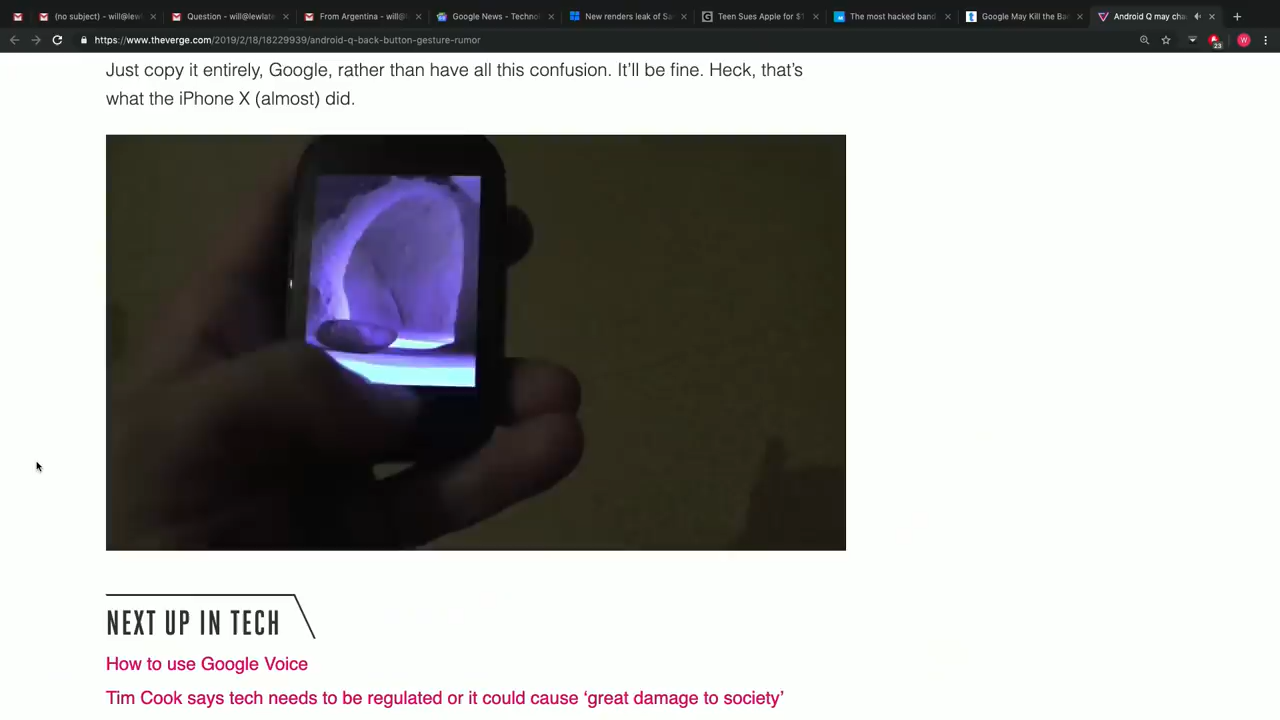 (no subject) - will@lew
Question - will@lewlate
From Argentina - will@l
Google News - Technol
New renders leak of Sa
Teen Sues Apple for $1
The most hacked band
Google May Kill the Ba
Android Q may cha
https://www.theverge.com/2019/2/18/18229939/android-q-back-button-gesture-rumor
23
W
Just copy it entirely, Google, rather than have all this confusion. It’ll be fine. Heck, that’s
what the iPhone X (almost) did.
NEXT UP IN TECH
How to use Google Voice
Tim Cook says tech needs to be regulated or it could cause ‘great damage to society’